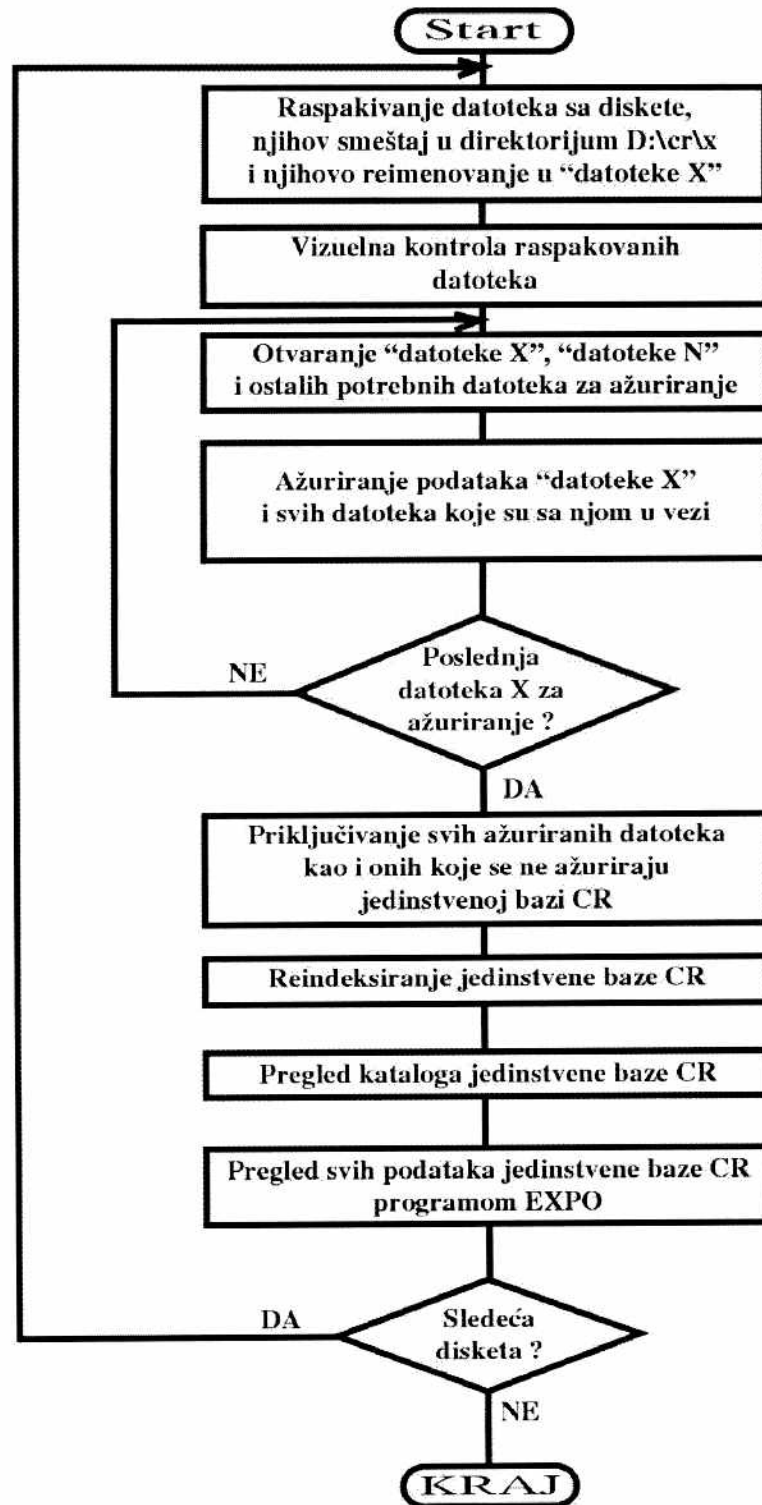 Start
Raspakivanje datoteka sa diskete,
njihov smeštaj u direktorijum D:\cr\x
i njihovo reimenovanje u “datoteke X”
Vizuelna kontrola raspakovanih
datoteka
Otvaranje “datoteke X”, “datoteke N”
i ostalih potrebnih datoteka za ažuriranje
Ažuriranje podataka “datoteke X”
i svih datoteka koje su sa njom u vezi
NE
Poslednja
datoteka X za
ažuriranje ?
DA
Priključivanje svih ažuriranih datoteka
kao i onih koje se ne ažuriraju
jedinstvenoj bazi CR
Reindeksiranje jedinstvene baze CR
Pregled kataloga jedinstvene baze CR
Pregled svih podataka jedinstvene baze CR
programom EXPO
DA
Sledeća
disketa ?
NE
KRAJ